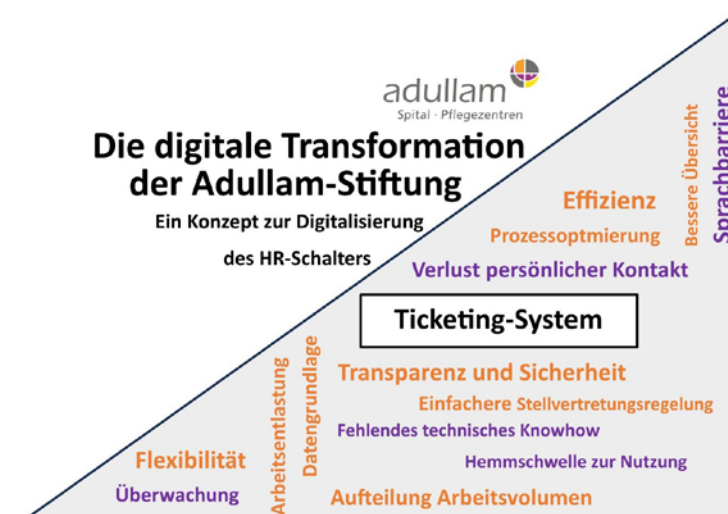 adullam
Spital · Pflegezentren
Die digitale Transformation
der Adullam-Stiftung
Ein Konzept zur Digitalisierung
des HR-Schalters
Effizienz
Bessere Übersicht
Sprachbarriere
Prozessoptmierung
Verlust persönlicher Kontakt
Ticketing-System
Arbeitsentlastung
Datengrundlage
Transparenz und Sicherheit
Einfachere Stellvertretungsregelung
Fehlendes technisches Knowhow
Flexibilität
Hemmschwelle zur Nutzung
Überwachung
Aufteilung Arbeitsvolumen